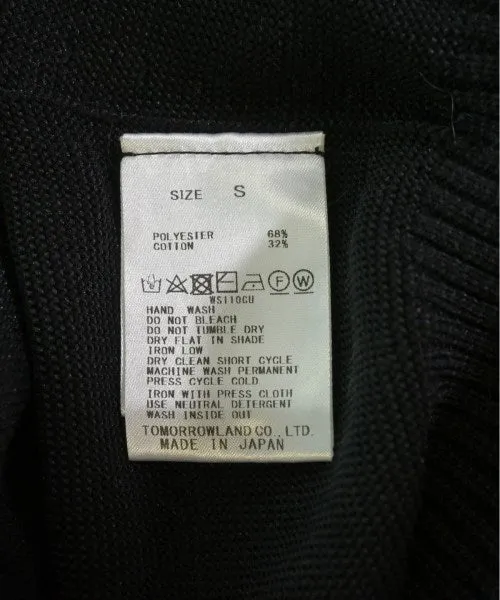 SIZE S
POLYESTER 68%
COTTON 32%
F W
WS110GU
HAND WASH
DO NOT BLEACH
DO NOT TUMBLE DRY
DRY FLAT IN SHADE
IRON LOW
DRY CLEAN SHORT CYCLE
MACHINE WASH PERMANENT
PRESS CYCLE COLD
IRON WITH PRESS CLOTH
USE NEUTRAL DETERGENT
WASH INSIDE OUT
TOMORROWLAND CO., LTD.
MADE IN JAPAN